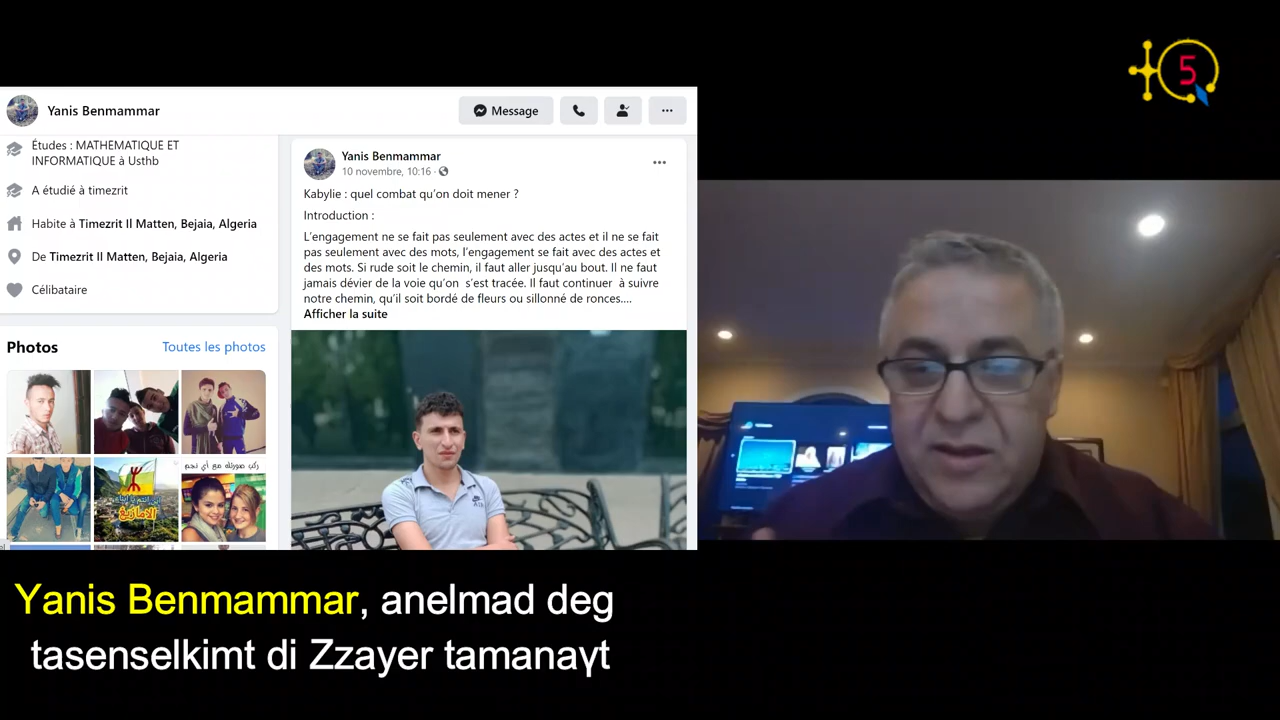 5
Yanis Benmammar
Message
Études : MATHEMATIQUE ET
INFORMATIQUE à Usthb
A étudié à timezrit
Habite à Timezrit Il Matten, Bejaia, Algeria
De Timezrit Il Matten, Bejaia, Algeria
Célibataire
Photos
Toutes les photos
Yanis Benmammar
10 novembre, 10:16
Kabylie : quel combat qu'on doit mener ?
Introduction :
L'engagement ne se fait pas seulement avec des actes et il ne se fait
pas seulement avec des mots, l'engagement se fait avec des actes et
des mots. Si rude soit le chemin, il faut aller jusqu'au bout. Il ne faut
jamais dévier de la voie qu'on s'est tracée. Il faut continuer à suivre
notre chemin, qu'il soit bordé de fleurs ou sillonné de ronces....
Afficher la suite
Yanis Benmammar, anelmad deg
tasenselkimt di Zzayer tamanaɣt